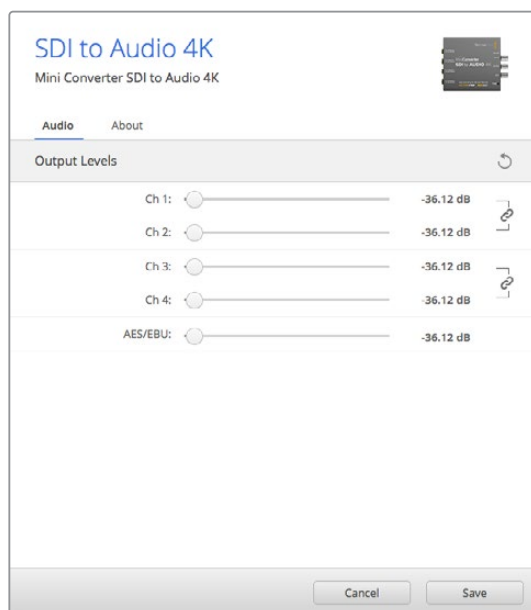 SDI to Audio 4K
Mini Converter SDI to Audio 4K
Audio About
Output Levels
Ch 1: -36.12 dB
Ch 2: -36.12 dB
Ch 3: -36.12 dB
Ch 4: -36.12 dB
AES/EBU: -36.12 dB
Cancel Save